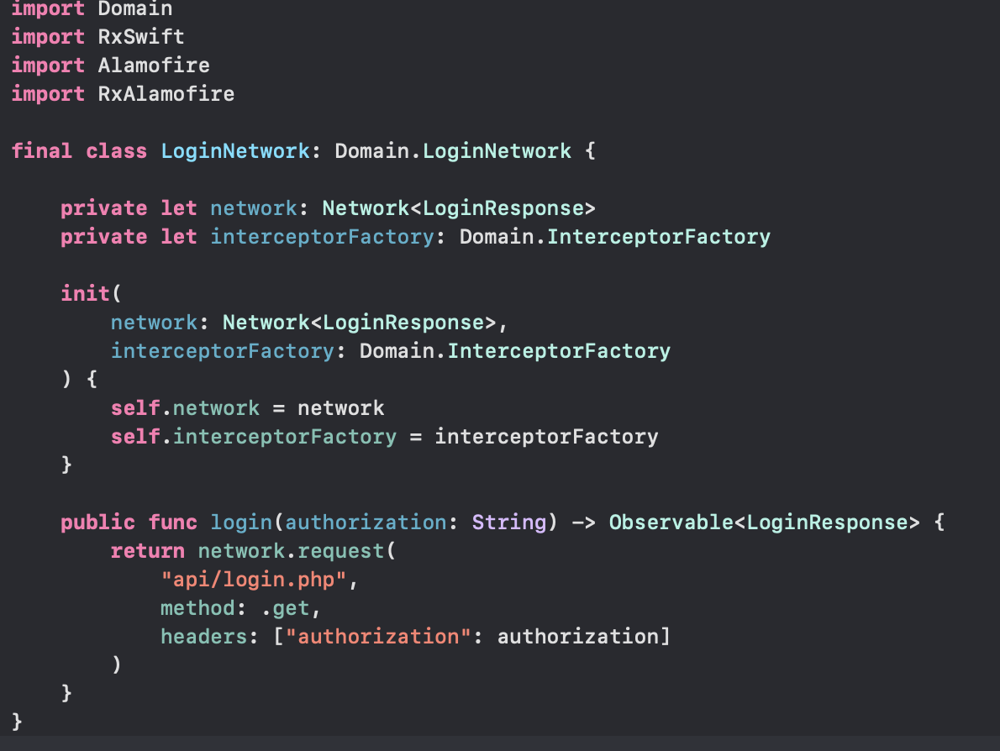 import Domain
import RxSwift
import Alamofire
import RxAlamofire
final class LoginNetwork: Domain.LoginNetwork {
private let network: Network<LoginResponse>
private let interceptorFactory: Domain.InterceptorFactory
init(
network: Network<LoginResponse>,
interceptorFactory: Domain.InterceptorFactory
) {
self.network = network
self.interceptorFactory = interceptorFactory
}
public func login(authorization: String) -> Observable<LoginResponse> {
return network.request(
"api/login.php",
method: .get,
headers: ["authorization": authorization]
)
}
}